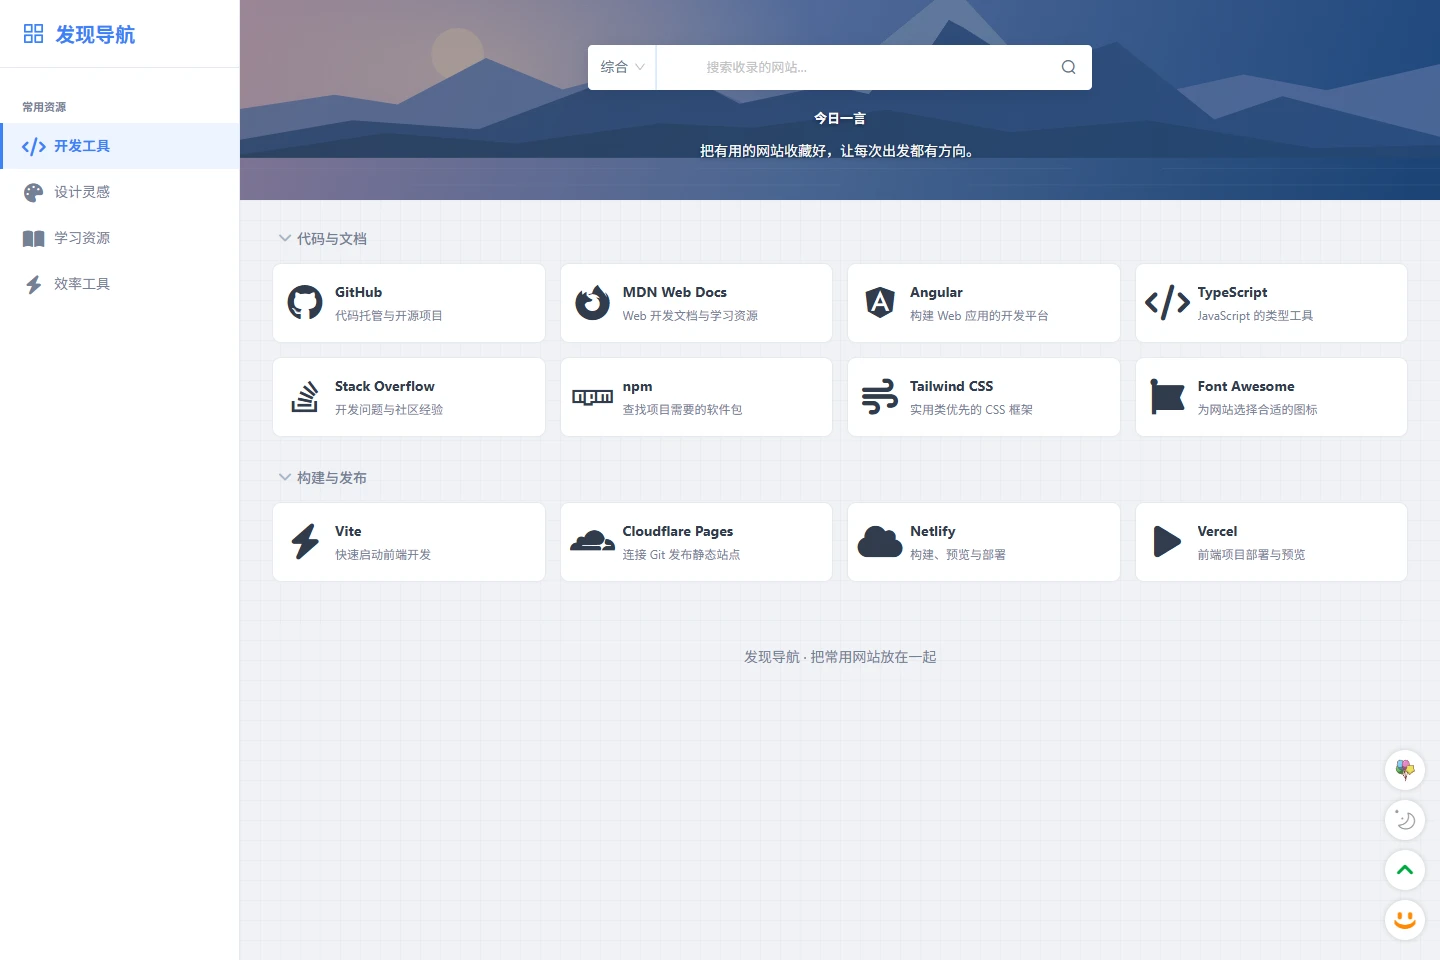 发现导航
常用资源
开发工具
设计灵感
学习资源
效率工具
综合
搜索收录的网站...
今日一言
把有用的网站收藏好，让每次出发都有方向。
代码与文档
GitHub
代码托管与开源项目
MDN Web Docs
Web 开发文档与学习资源
Angular
构建 Web 应用的开发平台
TypeScript
JavaScript 的类型工具
Stack Overflow
开发问题与社区经验
npm
查找项目需要的软件包
Tailwind CSS
实用类优先的 CSS 框架
Font Awesome
为网站选择合适的图标
构建与发布
Vite
快速启动前端开发
Cloudflare Pages
连接 Git 发布静态站点
Netlify
构建、预览与部署
Vercel
前端项目部署与预览
发现导航 · 把常用网站放在一起